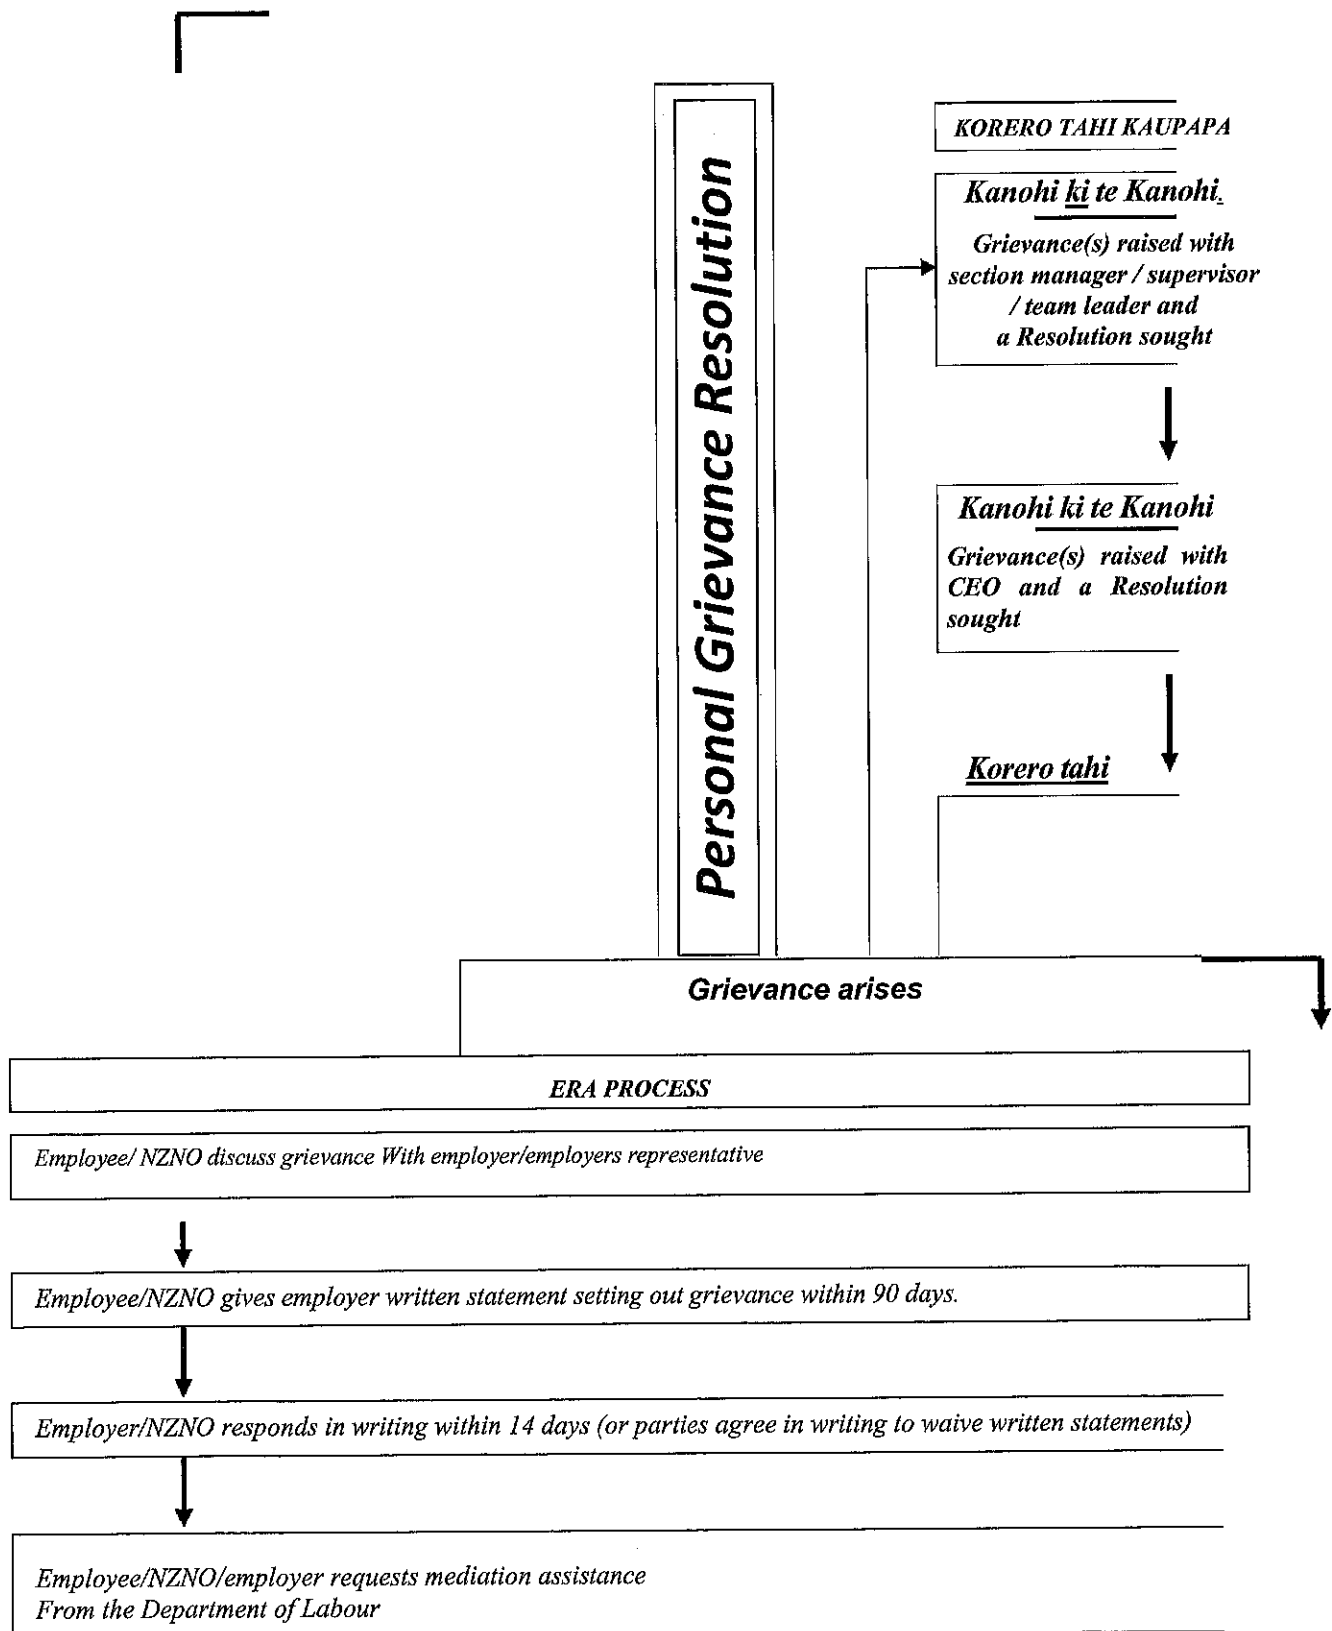 Personal Grievance Resolution
KORERO TAHI KAUPAPA
Kanohi ki te Kanohi.
Grievance(s) raised with
section manager / supervisor
/ team leader and
a Resolution sought
Kanohi ki te Kanohi
Grievance(s) raised with
CEO and a Resolution
sought
Korero tahi
Grievance arises
ERA PROCESS
Employee/ NZNO discuss grievance With employer/employers representative
Employee/NZNO gives employer written statement setting out grievance within 90 days.
Employer/NZNO responds in writing within 14 days (or parties agree in writing to waive written statements)
Employee/NZNO/employer requests mediation assistance
From the Department of Labour